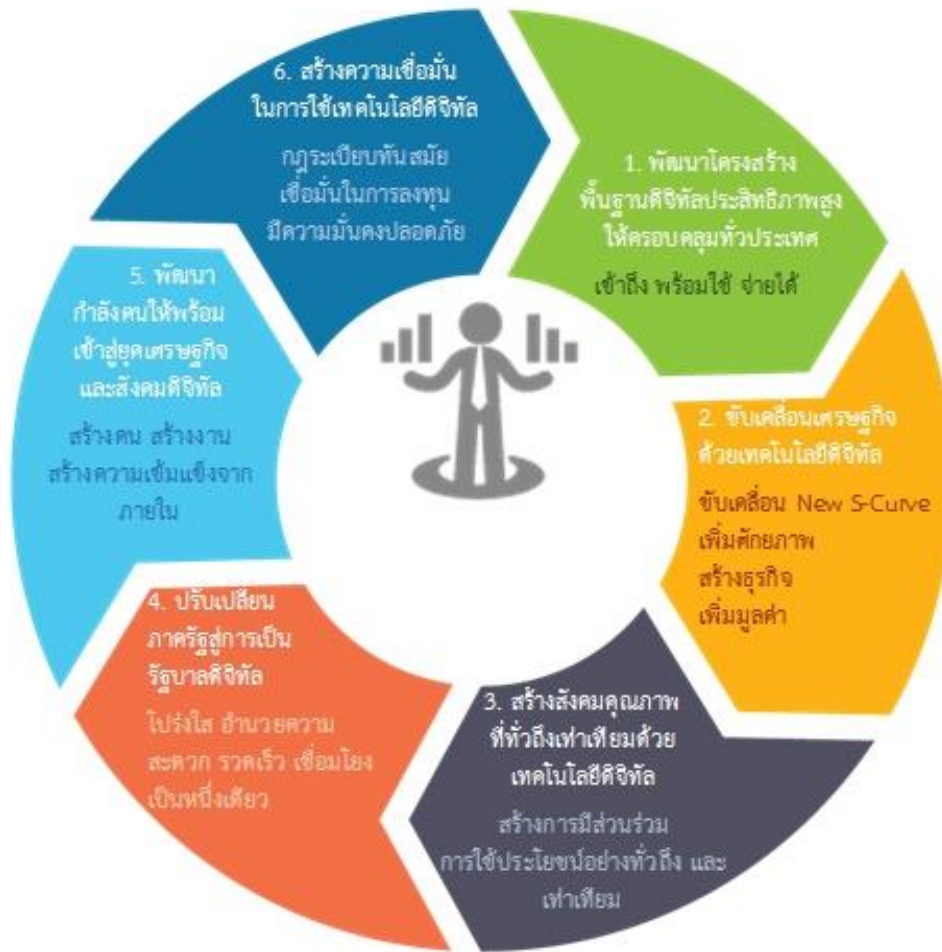 1. พัฒนาโครงสร้าง
พื้นฐานดิจิทัลประสิทธิภาพสูง
ให้ครอบคลุมทั่วประเทศ
เข้าถึง พร้อมใช้ จ่ายได้
2. ขับเคลื่อนเศรษฐกิจ
ด้วยเทคโนโลยีดิจิทัล
ขับเคลื่อน New S-Curve
เพิ่มศักยภาพ
สร้างธุรกิจ
เพิ่มมูลค่า
3. สร้างสังคมคุณภาพ
ที่ทั่วถึงเท่าเทียมด้วย
เทคโนโลยีดิจิทัล
สร้างการมีส่วนร่วม
การใช้ประโยชน์อย่างทั่วถึง และ
เท่าเทียม
4. ปรับเปลี่ยน
ภาครัฐสู่การเป็น
รัฐบาลดิจิทัล
โปร่งใส อำนวยความ
สะดวก รวดเร็ว เชื่อมโยง
เป็นหนึ่งเดียว
5. พัฒนา
กำลังคนให้พร้อม
เข้าสู่ยุคเศรษฐกิจ
และสังคมดิจิทัล
สร้างคน สร้างงาน
สร้างความเข้มแข็งจาก
ภายใน
6. สร้างความเชื่อมั่น
ในการใช้เทคโนโลยีดิจิทัล
กฎระเบียบทันสมัย
เชื่อมั่นในการลงทุน
มีความมั่นคงปลอดภัย